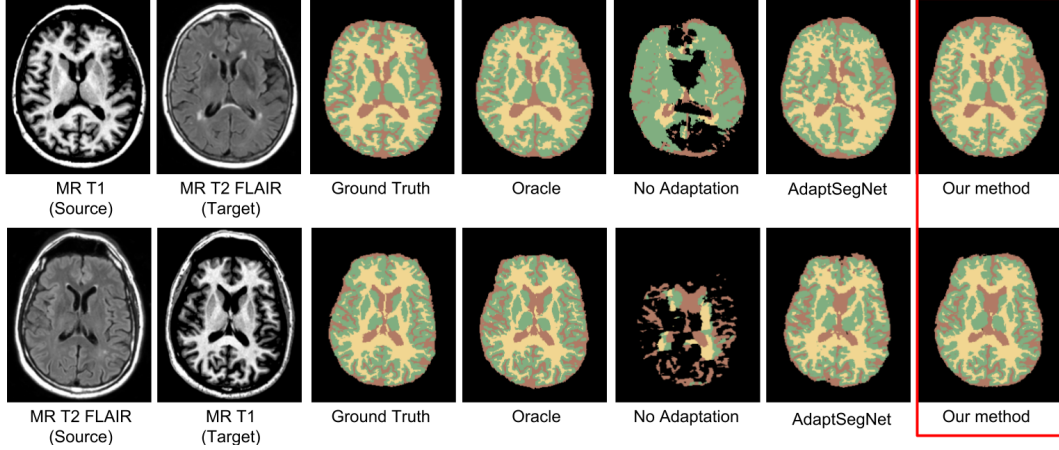 MR T1
(Source)
MR T2 FLAIR
(Target)
Ground Truth
Oracle
No Adaptation
AdaptSegNet
Our method
MR T2 FLAIR
(Source)
MR T1
(Target)
Ground Truth
Oracle
No Adaptation
AdaptSegNet
Our method